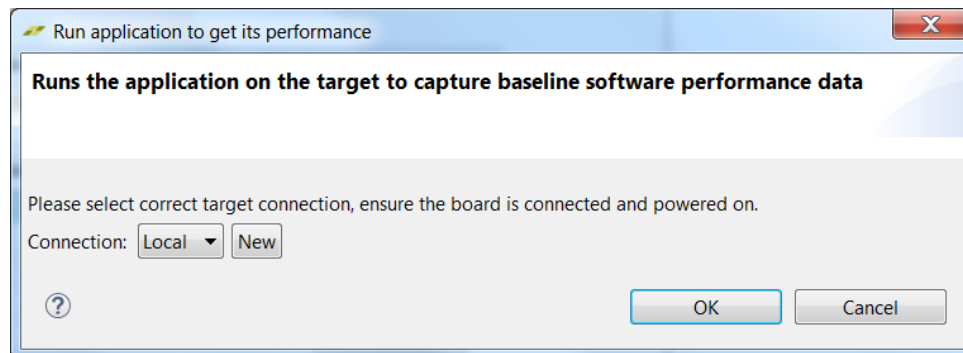 Run application to get its performance
X
Runs the application on the target to capture baseline software performance data
Please select correct target connection, ensure the board is connected and powered on.
Connection: Local New
? OK Cancel